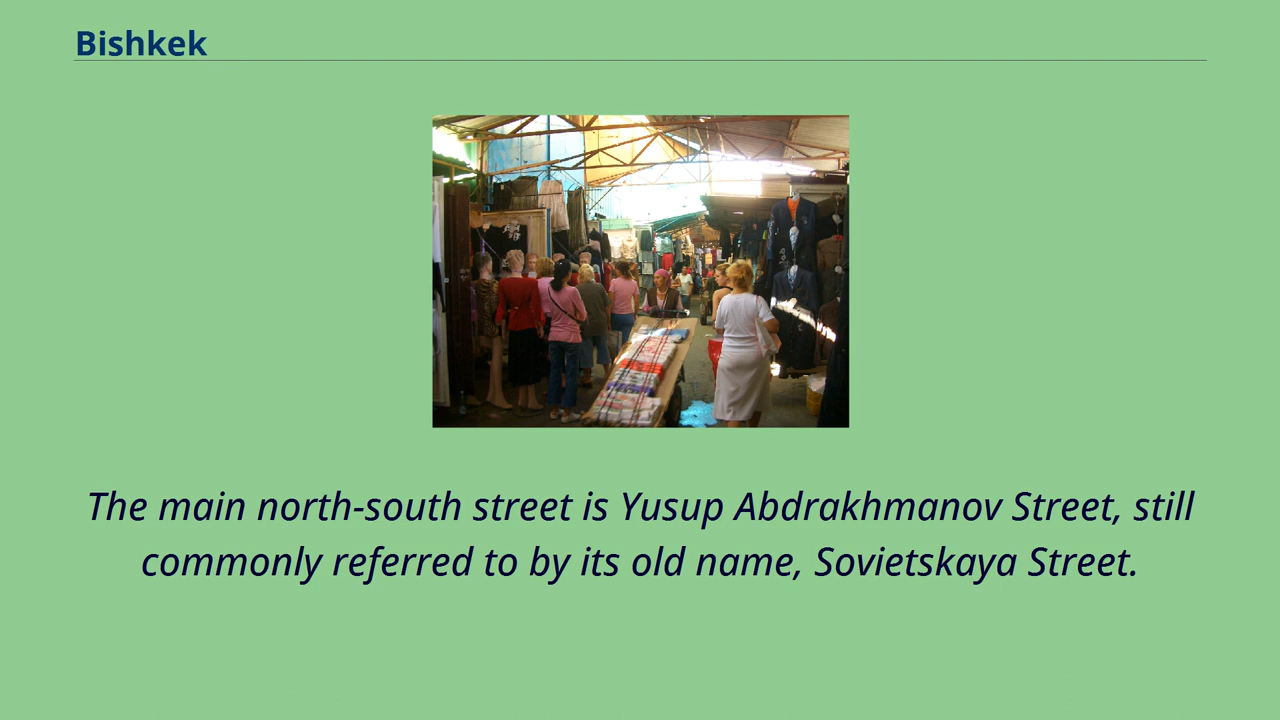 Bishkek
The main north-south street is Yusup Abdrakhmanov Street, still
commonly referred to by its old name, Sovietskaya Street.